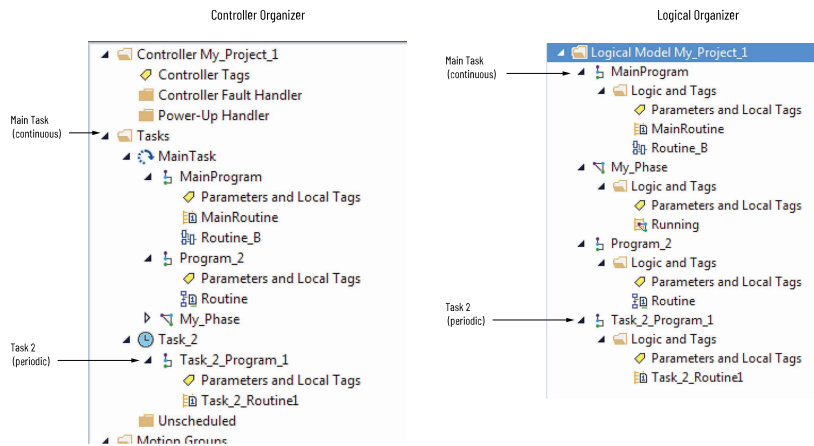 Controller Organizer
Main Task
(continuous)
Task 2
(periodic)
Controller My_Project_1
Controller Tags
Controller Fault Handler
Power-Up Handler
Tasks
MainTask
MainProgram
Parameters and Local Tags
MainRoutine
Routine_B
Program_2
Parameters and Local Tags
Routine
My_Phase
Task_2
Task_2_Program_1
Parameters and Local Tags
Task_2_Routine1
Unscheduled
Motion Groups
Logical Organizer
Main Task
(continuous)
Task 2
(periodic)
Logical Model My_Project_1
MainProgram
Logic and Tags
Parameters and Local Tags
MainRoutine
Routine_B
My_Phase
Logic and Tags
Parameters and Local Tags
Running
Program_2
Logic and Tags
Parameters and Local Tags
Routine
Task_2_Program_1
Logic and Tags
Parameters and Local Tags
Task_2_Routine1